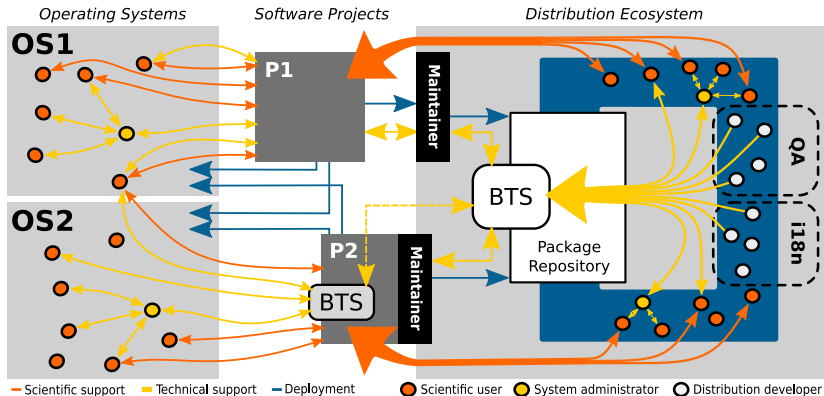 Operating Systems
Software Projects
Distribution Ecosystem
OS1
P1
Maintainer
QA
BTS
OS2
P2
Maintainer
Package
Repository
i18n
BTS
Scientific support
Technical support
Deployment
Scientific user
System administrator
Distribution developer